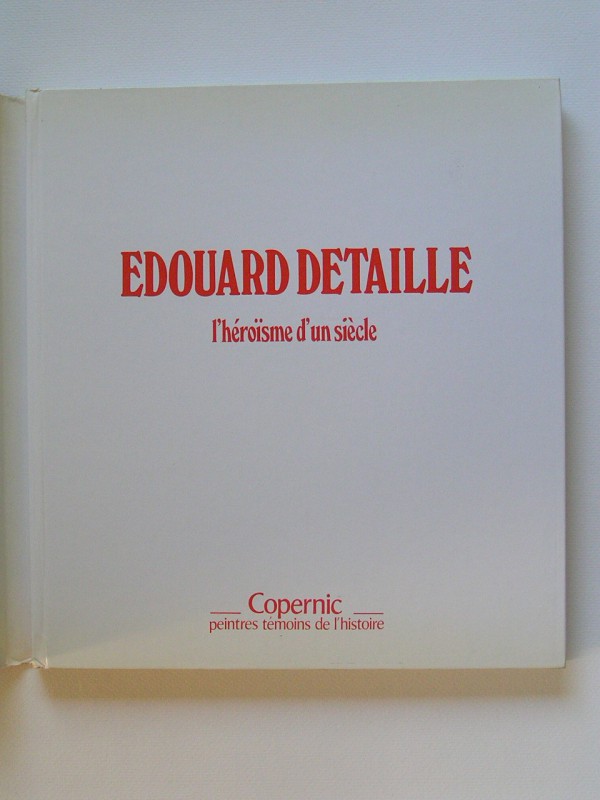 EDOUARD DETAILLE
l'héroïsme d'un siècle
Copernic
peintres témoins de l'histoire